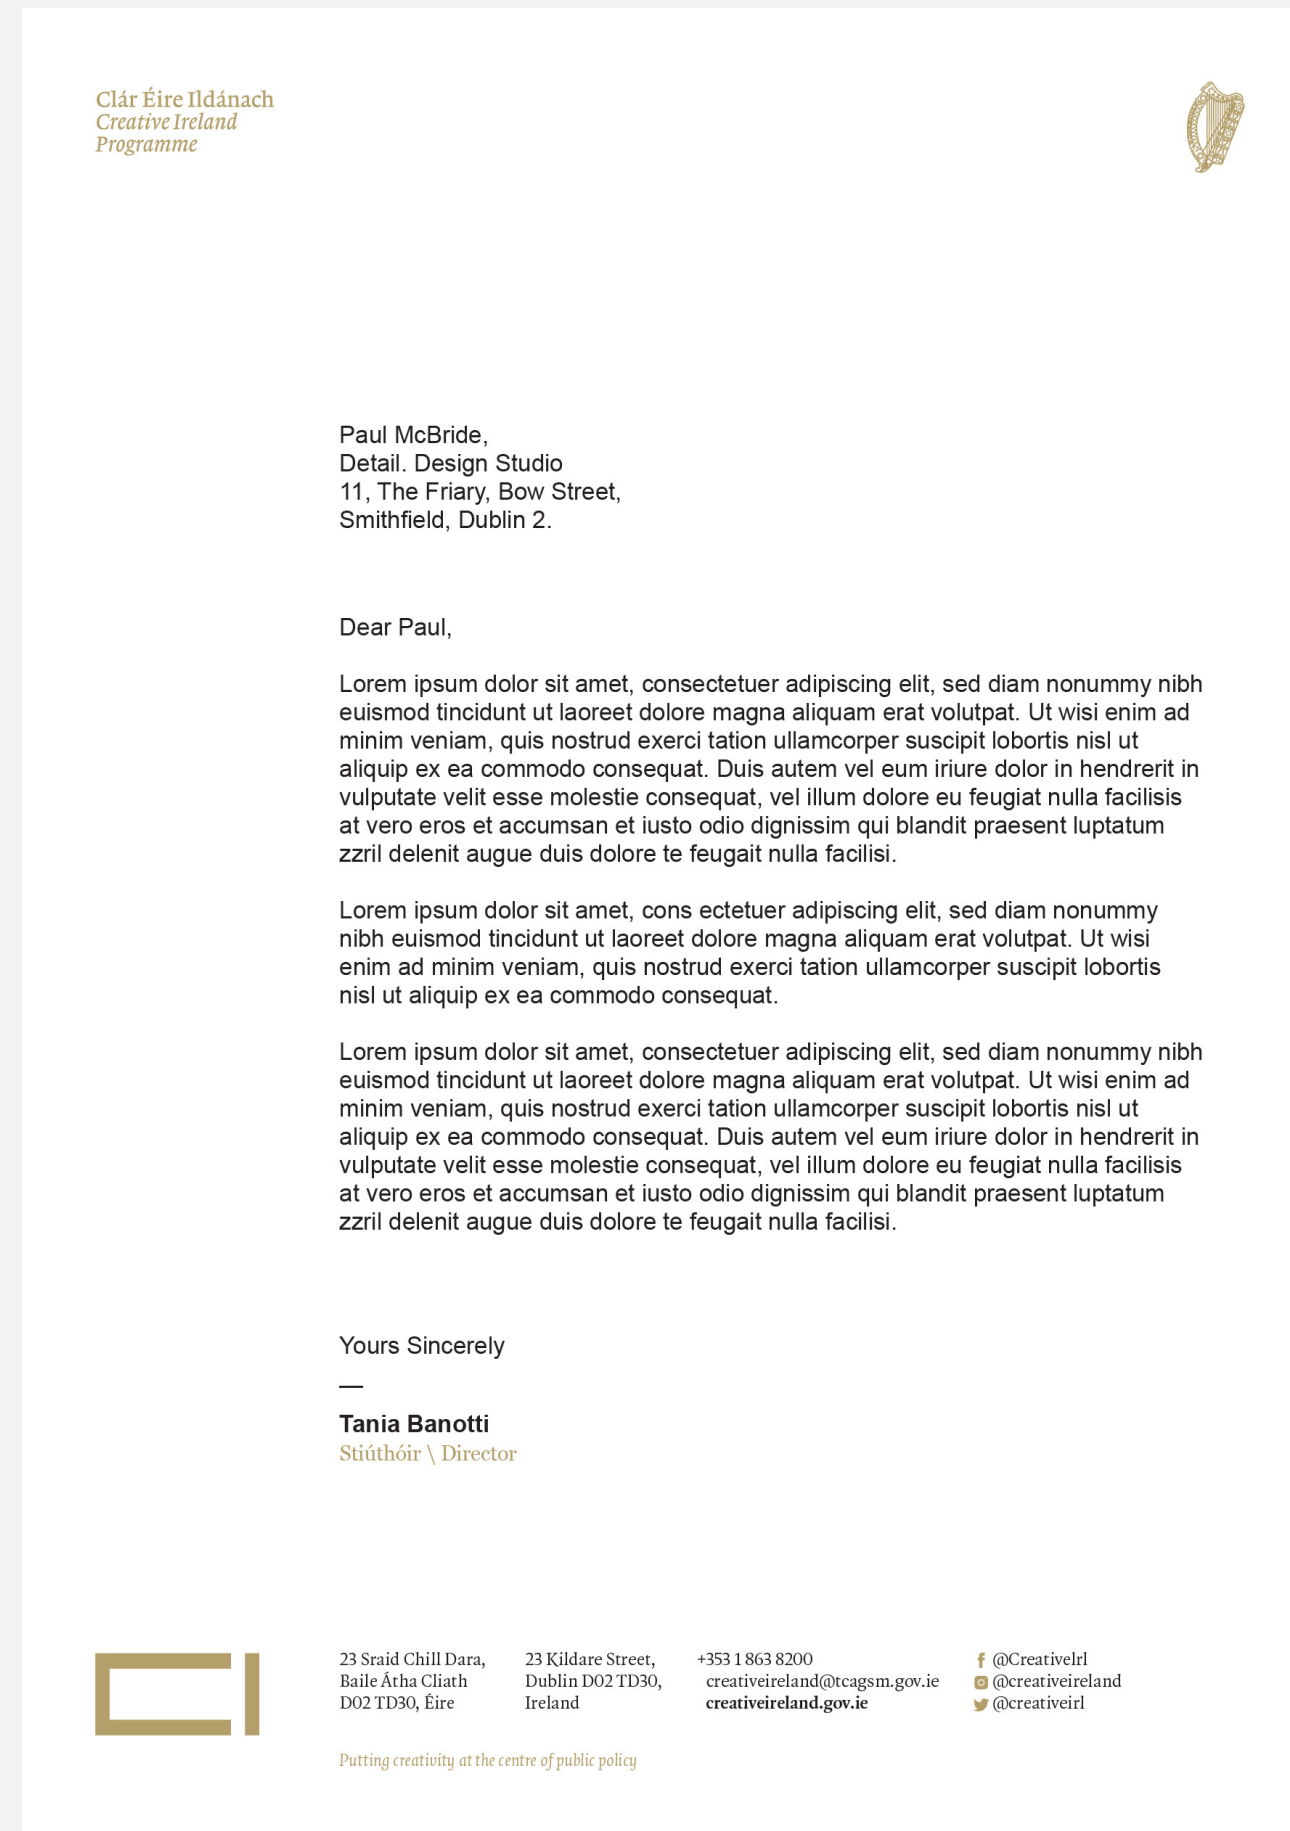 Clár Éire Ildánach
Creative Ireland
Programme
Paul McBride,
Detail. Design Studio
11, The Friary, Bow Street,
Smithfield, Dublin 2.
Dear Paul,
Lorem ipsum dolor sit amet, consectetuer adipiscing elit, sed diam nonummy nibh
euismod tincidunt ut laoreet dolore magna aliquam erat volutpat. Ut wisi enim ad
minim veniam, quis nostrud exerci tation ullamcorper suscipit lobortis nisl ut
aliquip ex ea commodo consequat. Duis autem vel eum iriure dolor in hendrerit in
vulputate velit esse molestie consequat, vel illum dolore eu feugiat nulla facilisis
at vero eros et accumsan et iusto odio dignissim qui blandit praesent luptatum
zzril delenit augue duis dolore te feugait nulla facilisi.
Lorem ipsum dolor sit amet, cons ectetuer adipiscing elit, sed diam nonummy
nibh euismod tincidunt ut laoreet dolore magna aliquam erat volutpat. Ut wisi
enim ad minim veniam, quis nostrud exerci tation ullamcorper suscipit lobortis
nisl ut aliquip ex ea commodo consequat.
Lorem ipsum dolor sit amet, consectetuer adipiscing elit, sed diam nonummy nibh
euismod tincidunt ut laoreet dolore magna aliquam erat volutpat. Ut wisi enim ad
minim veniam, quis nostrud exerci tation ullamcorper suscipit lobortis nisl ut
aliquip ex ea commodo consequat. Duis autem vel eum iriure dolor in hendrerit in
vulputate velit esse molestie consequat, vel illum dolore eu feugiat nulla facilisis
at vero eros et accumsan et iusto odio dignissim qui blandit praesent luptatum
zzril delenit augue duis dolore te feugait nulla facilisi.
Yours Sincerely
—
Tania Banotti
Stiúthóir \ Director
23 Sraid Chill Dara,
Baile Átha Cliath
D02 TD30, Éire
23 Kildare Street,
Dublin D02 TD30,
Ireland
+353 1 863 8200
creativeireland@tcagsm.gov.ie
creativeireland.gov.ie
@Creativelrl
@creativeireland
@creativeirl
Putting creativity at the centre of public policy